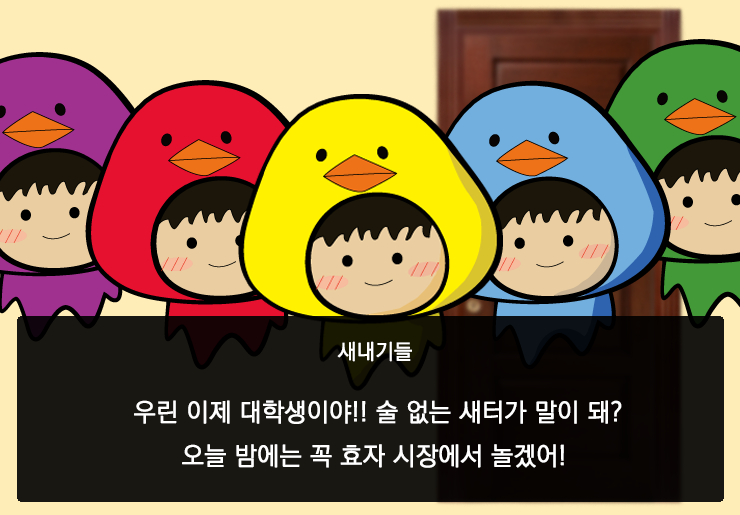 새내기들
우린 이제 대학생이야!! 술 없는 새터가 말이 돼?
오늘 밤에는 꼭 효자 시장에서 놀겠어!